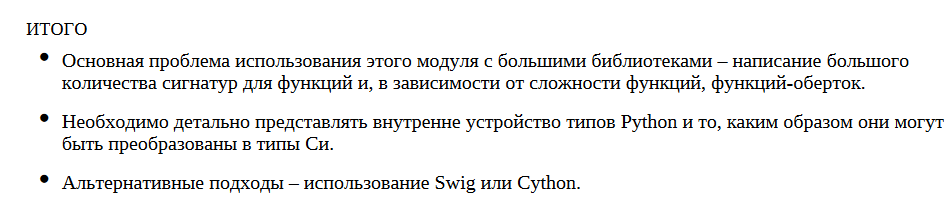 ИТОГО
• Основная проблема использования этого модуля с большими библиотеками – написание большого
количества сигнатур для функций и, в зависимости от сложности функций, функций-оберток.
• Необходимо детально представлять внутренне устройство типов Python и то, каким образом они могут
быть преобразованы в типы Си.
• Альтернативные подходы – использование Swig или Cython.